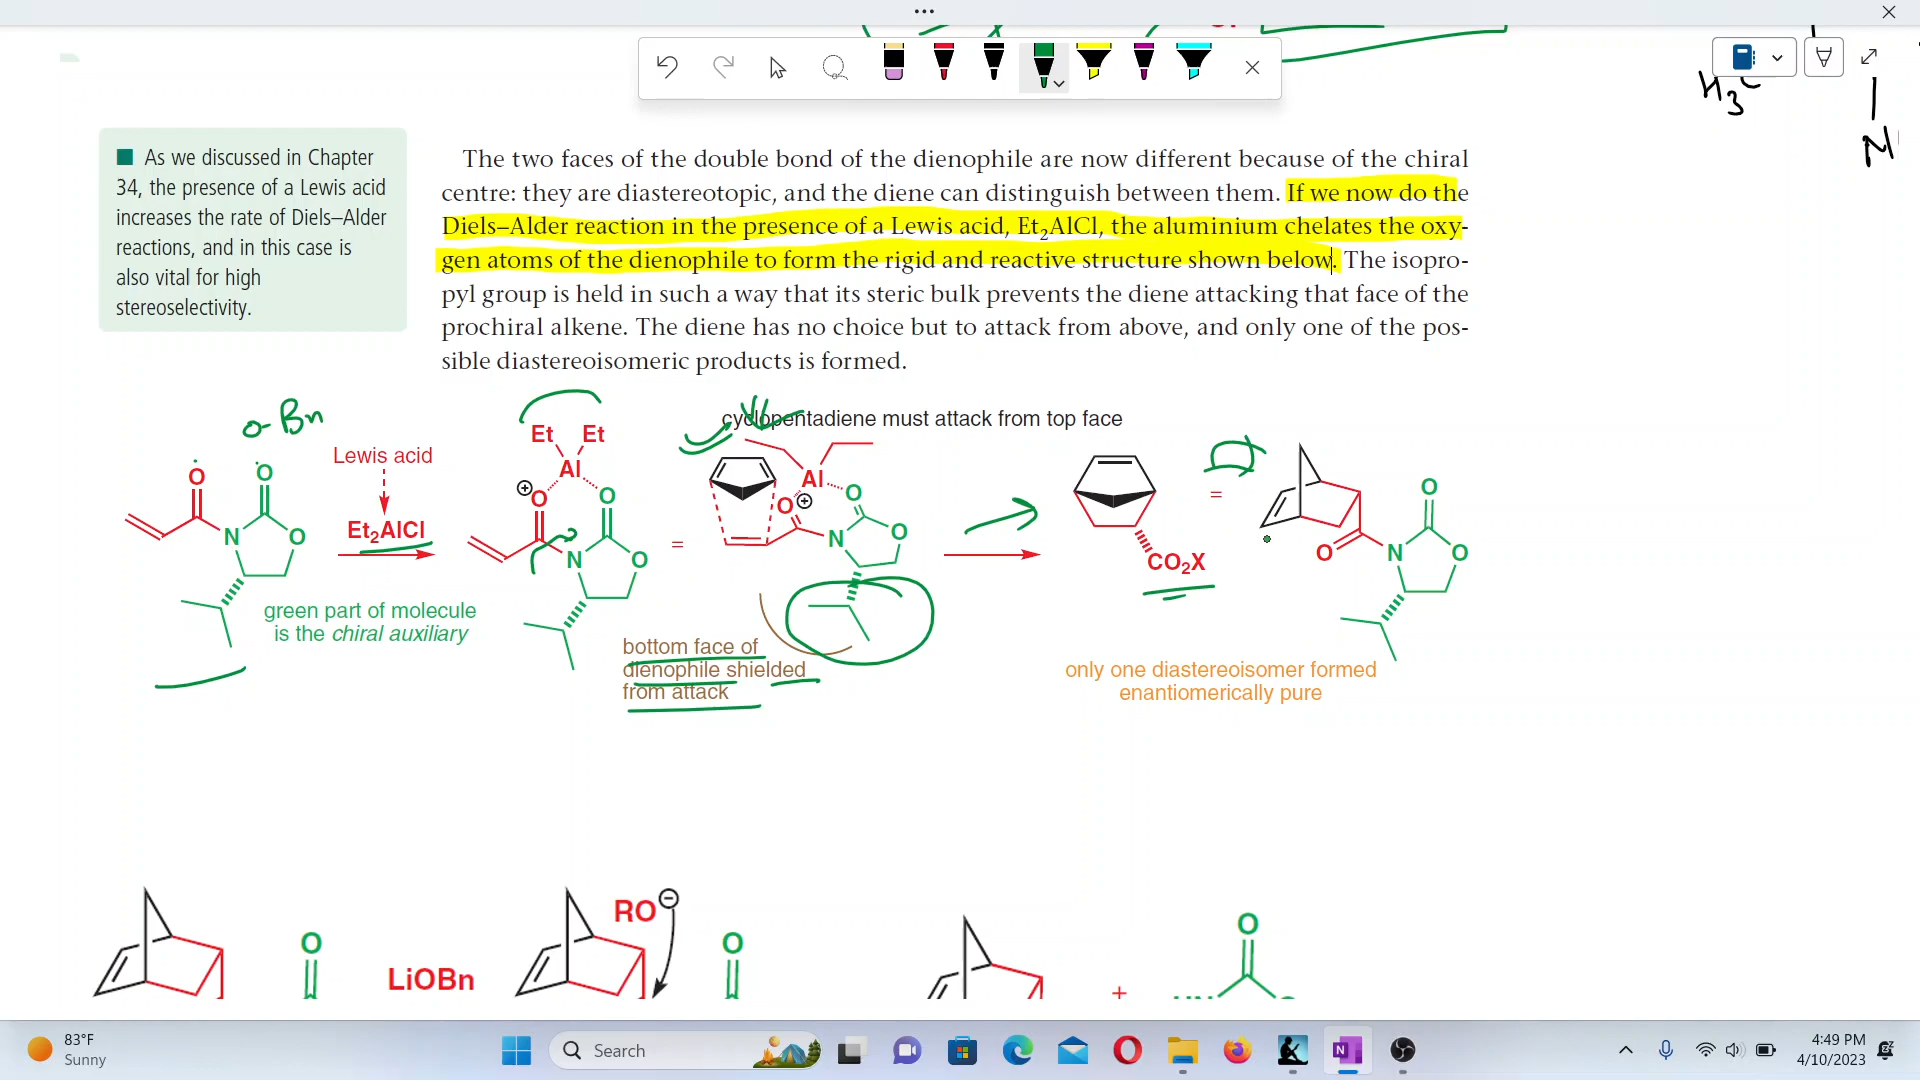 H₃C
N
■ As we discussed in Chapter
34, the presence of a Lewis acid
increases the rate of Diels–Alder
reactions, and in this case is
also vital for high
stereoselectivity.
The two faces of the double bond of the dienophile are now different because of the chiral
centre: they are diastereotopic, and the diene can distinguish between them. If we now do the
Diels–Alder reaction in the presence of a Lewis acid, Et₂AlCl, the aluminium chelates the oxy-
gen atoms of the dienophile to form the rigid and reactive structure shown below. The isopro-
pyl group is held in such a way that its steric bulk prevents the diene attacking that face of the
prochiral alkene. The diene has no choice but to attack from above, and only one of the pos-
sible diastereoisomeric products is formed.
O-Bn
O
O
N
O
Lewis acid
Et₂AlCl
green part of molecule
is the chiral auxiliary
Et Et
Al
⊕
O
O
N
O
=
cyclopentadiene must attack from top face
Al
O
⊕
O
N
O
bottom face of
dienophile shielded
from attack
CO₂X
=
O
O
N
O
only one diastereoisomer formed
enantiomerically pure
O
LiOBn
RO⊖
O
+
O
83°F
Sunny
Search
N
4:49 PM
4/10/2023